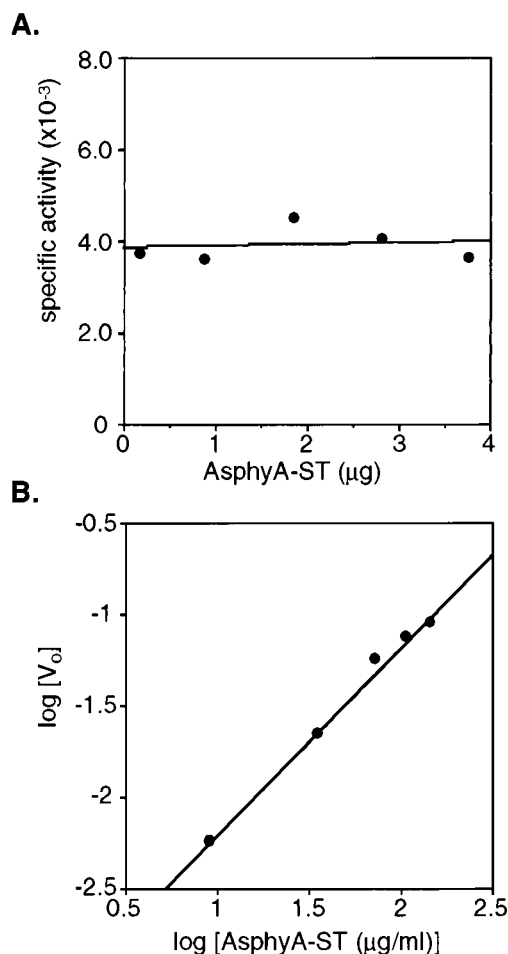 A.
specific activity (x10⁻³)
8.0
6.0
4.0
2.0
0
0 1 2 3 4
AsphyA-ST (μg)
B.
log [Vo]
-0.5
-1
-1.5
-2
-2.5
0.5 1 1.5 2 2.5
log [AsphyA-ST (μg/ml)]